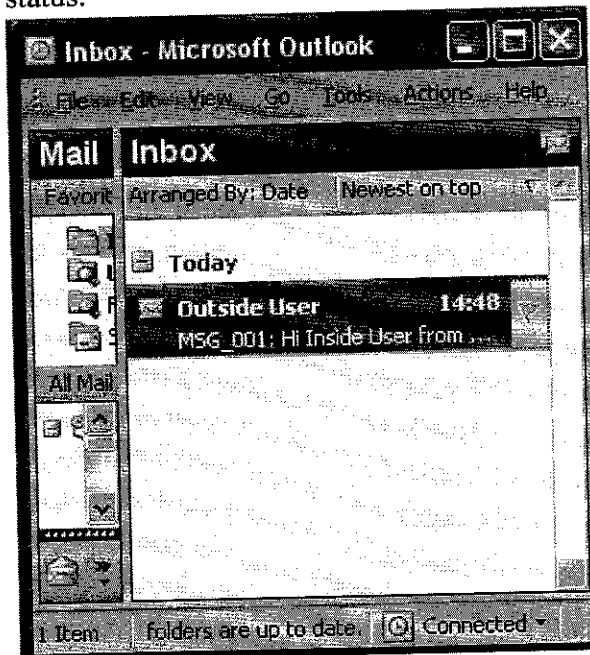 status.
Inbox - Microsoft Outlook
File Edit View Go Tools Actions Help
Mail Inbox
Favorit Arranged By: Date Newest on top
Today
Outside User 14:48
MSG_001: Hi Inside User from ....
All Mail
1 Item folders are up to date. Connected